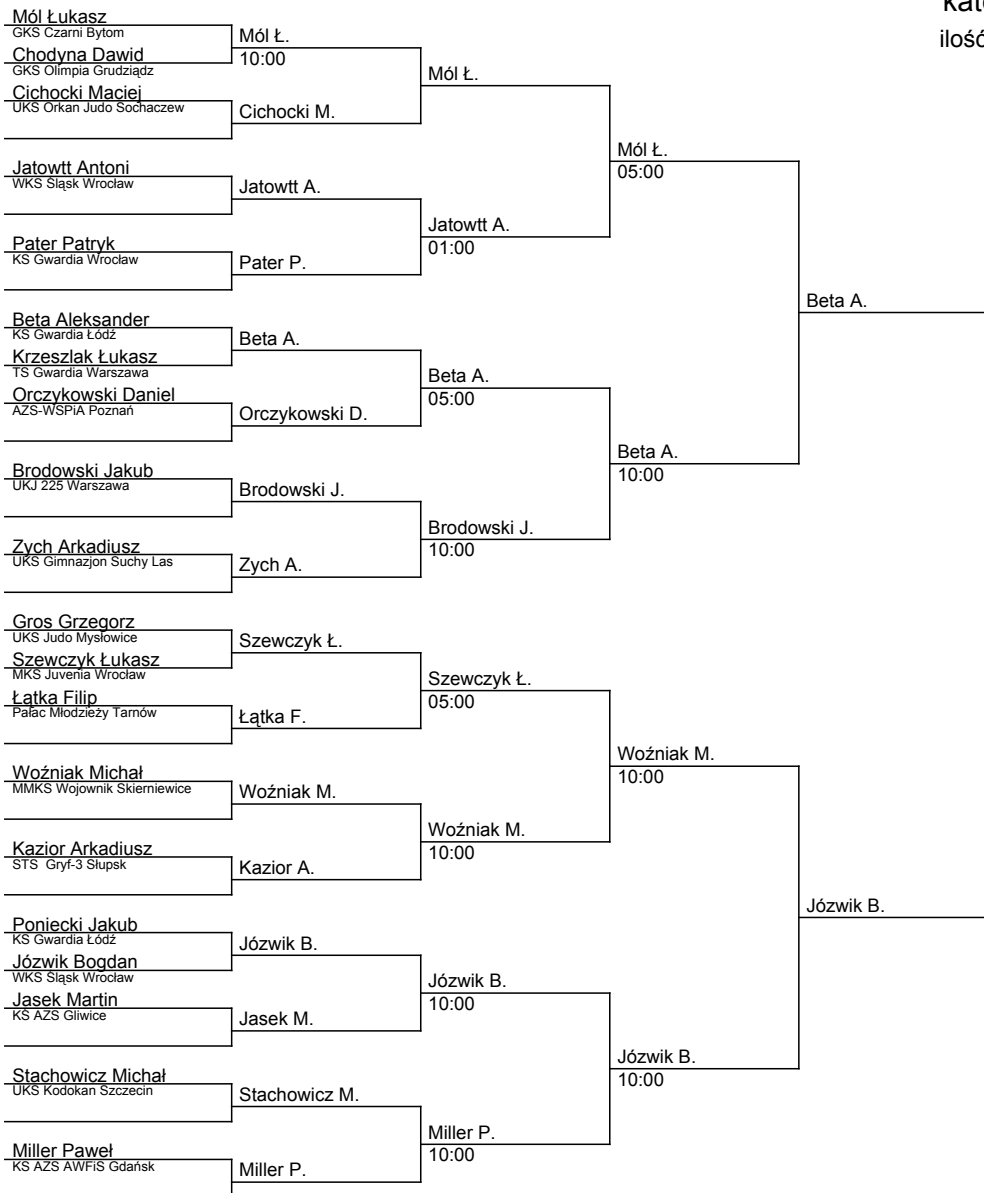 kat
ilość
Mól Łukasz
GKS Czarni Bytom
Chodyna Dawid
GKS Olimpia Grudziądz
Cichocki Maciej
UKS Orkan Judo Sochaczew
Jatowtt Antoni
WKS Śląsk Wrocław
Pater Patryk
KS Gwardia Wrocław
Beta Aleksander
KS Gwardia Łódź
Krzeszlak Łukasz
TS Gwardia Warszawa
Orczykowski Daniel
AZS-WSPiA Poznań
Brodowski Jakub
UKJ 225 Warszawa
Zych Arkadiusz
UKS Gimnazjon Suchy Las
Gros Grzegorz
UKS Judo Mysłowice
Szewczyk Łukasz
MKS Juvenia Wrocław
Łątka Filip
Pałac Młodzieży Tarnów
Woźniak Michał
MMKS Wojownik Skierniewice
Kazior Arkadiusz
STS Gryf-3 Słupsk
Poniecki Jakub
KS Gwardia Łódź
Józwik Bogdan
WKS Śląsk Wrocław
Jasek Martin
KŚ AZS Gliwice
Stachowicz Michał
UKS Kodokan Szczecin
Miller Paweł
KS AZS AWFiS Gdańsk
Mól Ł.
10:00
Cichocki M.
Jatowtt A.
Pater P.
Beta A.
Orczykowski D.
Brodowski J.
Zych A.
Szewczyk Ł.
Łątka F.
Woźniak M.
Kazior A.
Józwik B.
Jasek M.
Stachowicz M.
Miller P.
Mól Ł.
Jatowtt A.
01:00
Beta A.
05:00
Brodowski J.
10:00
Szewczyk Ł.
05:00
Woźniak M.
10:00
Józwik B.
10:00
Miller P.
10:00
Mól Ł.
05:00
Beta A.
10:00
Woźniak M.
10:00
Józwik B.
10:00
Beta A.
Józwik B.